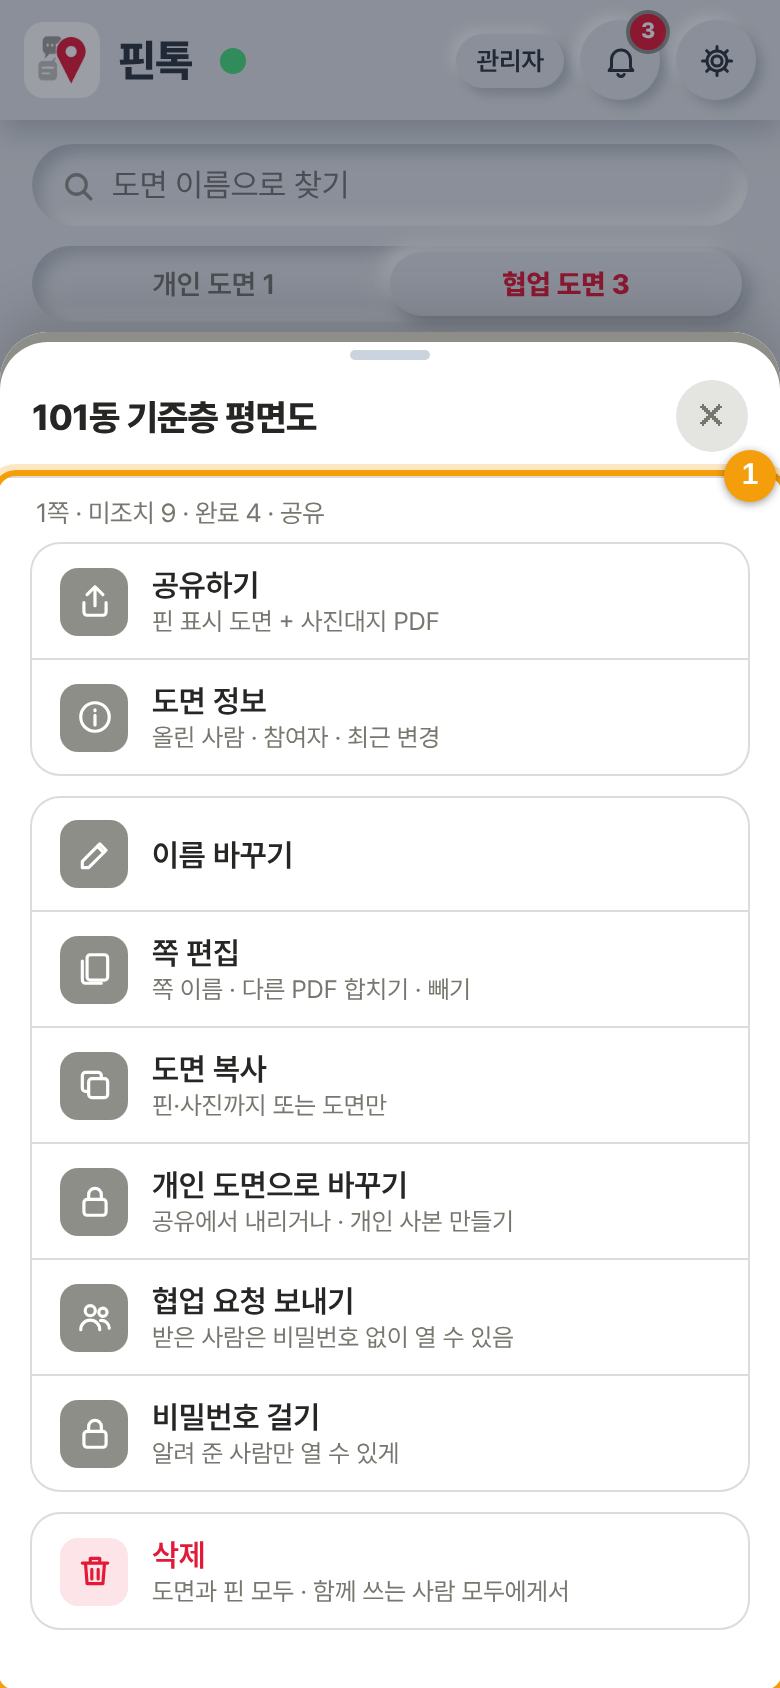 핀톡
관리자
3
도면 이름으로 찾기
개인 도면 1
협업 도면 3
101동 기준층 평면도
1
1쪽 · 미조치 9 · 완료 4 · 공유
공유하기
핀 표시 도면 + 사진대지 PDF
도면 정보
올린 사람 · 참여자 · 최근 변경
이름 바꾸기
쪽 편집
쪽 이름 · 다른 PDF 합치기 · 빼기
도면 복사
핀·사진까지 또는 도면만
개인 도면으로 바꾸기
공유에서 내리거나 · 개인 사본 만들기
협업 요청 보내기
받은 사람은 비밀번호 없이 열 수 있음
비밀번호 걸기
알려 준 사람만 열 수 있게
삭제
도면과 핀 모두 · 함께 쓰는 사람 모두에게서